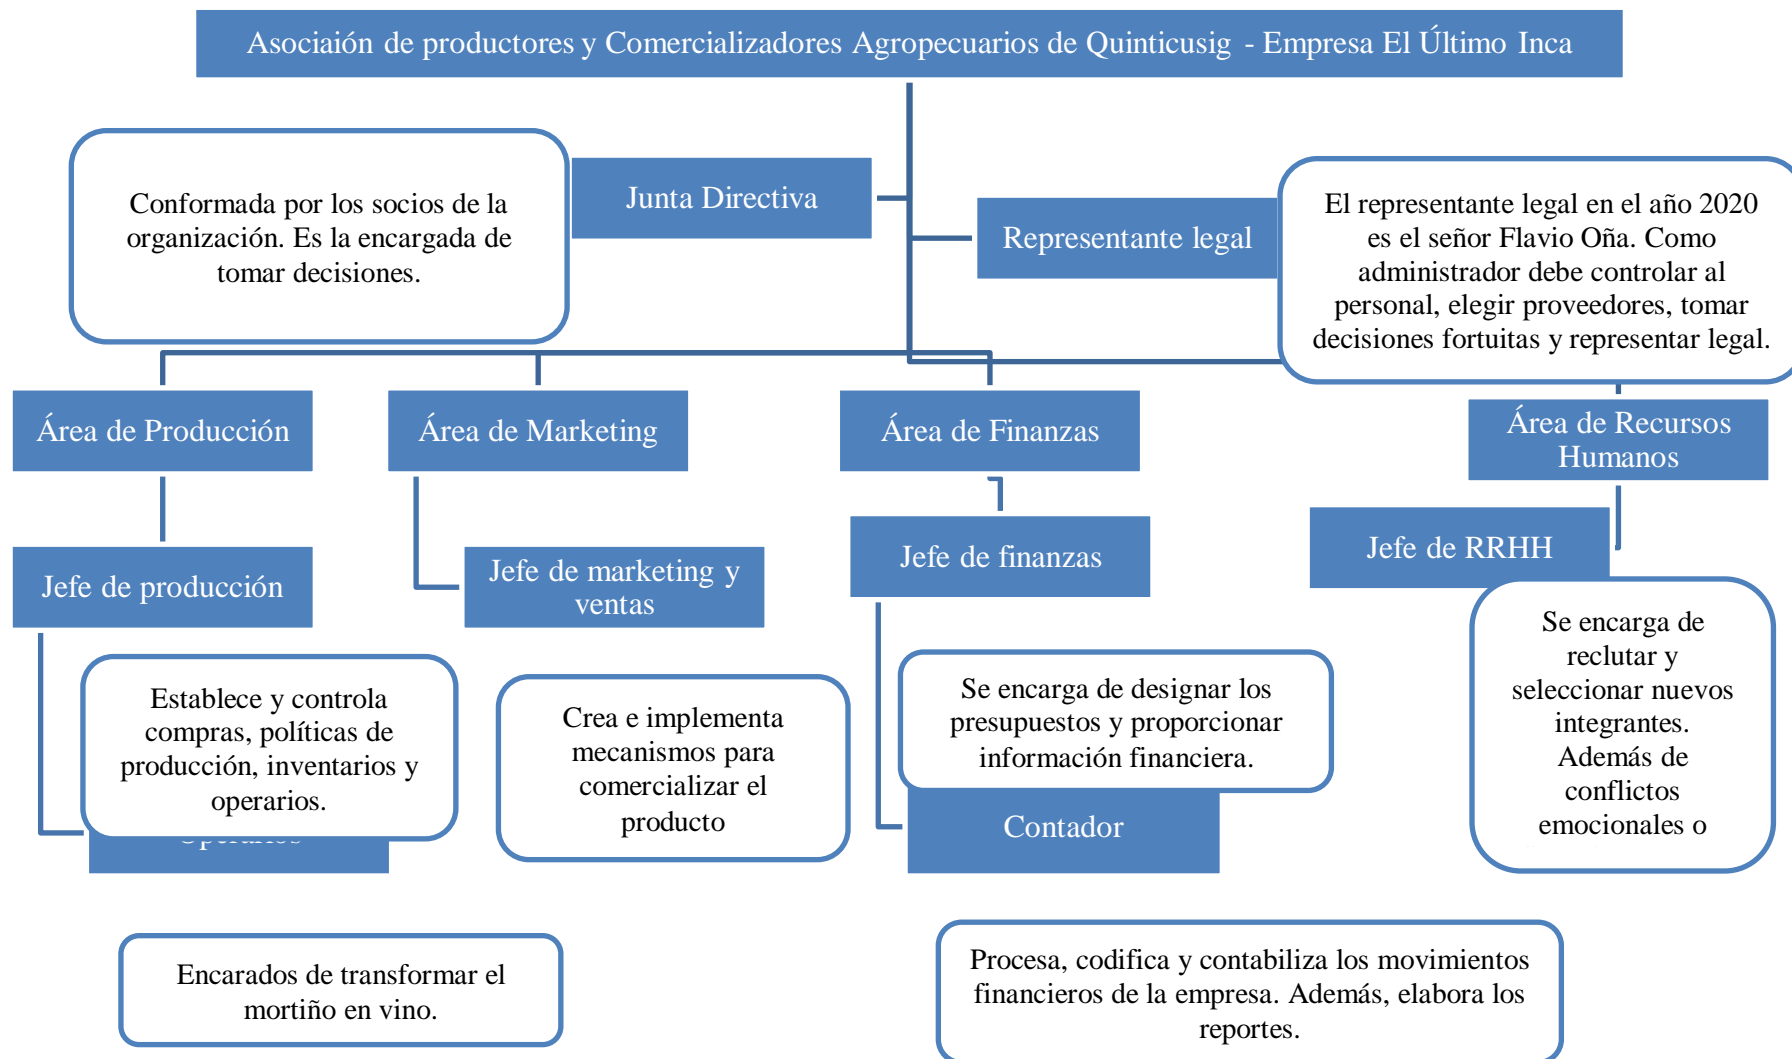 Asociaión de productores y Comercializadores Agropecuarios de Quinticusig - Empresa El Último Inca
Conformada por los socios de la
organización. Es la encargada de
tomar decisiones.
Junta Directiva
Representante legal
El representante legal en el año 2020
es el señor Flavio Oña. Como
administrador debe controlar al
personal, elegir proveedores, tomar
decisiones fortuitas y representar legal.
Área de Producción
Área de Marketing
Área de Finanzas
Área de Recursos
Humanos
Jefe de producción
Jefe de marketing y
ventas
Jefe de finanzas
Jefe de RRHH
Establece y controla
compras, políticas de
producción, inventarios y
operarios.
Crea e implementa
mecanismos para
comercializar el
producto
Se encarga de designar los
presupuestos y proporcionar
información financiera.
Se encarga de
reclutar y
seleccionar nuevos
integrantes.
Además de
conflictos
emocionales o
Contador
Encarados de transformar el
mortiño en vino.
Procesa, codifica y contabiliza los movimientos
financieros de la empresa. Además, elabora los
reportes.